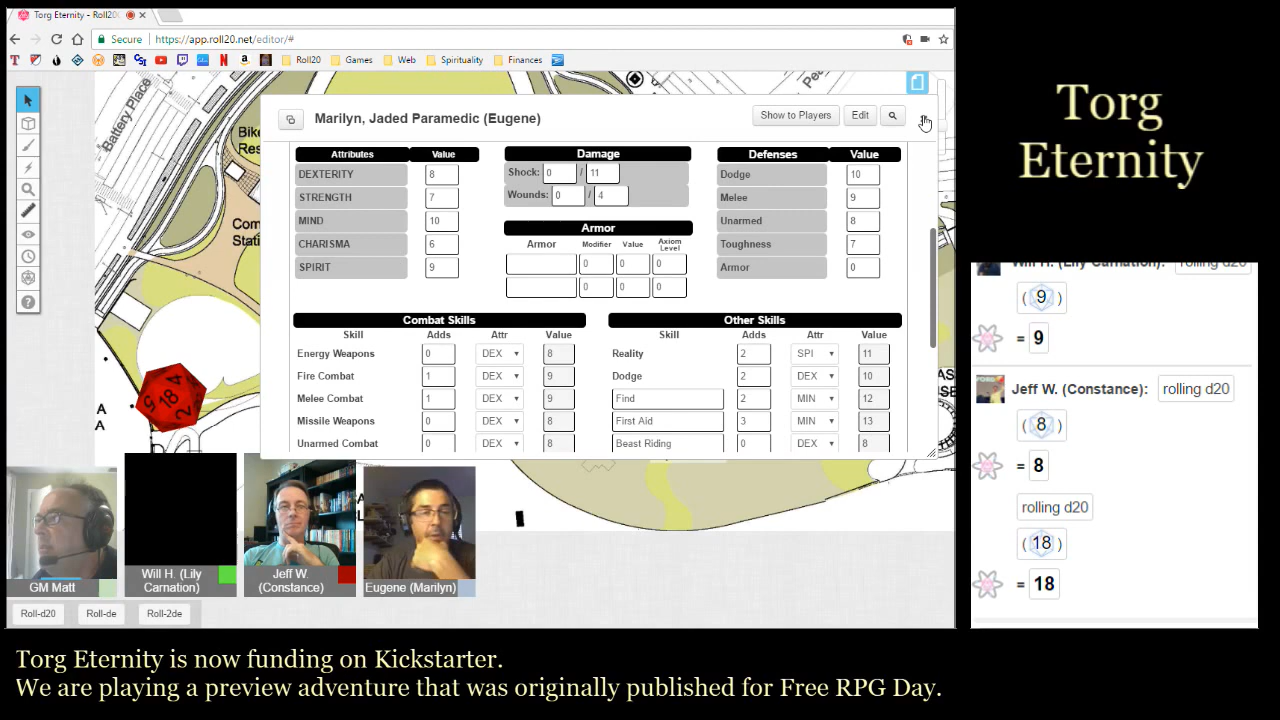 Torg Eternity - Roll20
Secure https://app.roll20.net/editor/#
Roll20 Games Web Spirituality Finances
Battery Place
Marilyn, Jaded Paramedic (Eugene)
Show to Players Edit
Attributes Value
DEXTERITY 8
STRENGTH 7
MIND 10
CHARISMA 6
SPIRIT 9
Damage
Shock: 0 / 11
Wounds: 0 / 4
Armor
Armor Modifier Value Axiom Level
0 0 0
0 0 0
Defenses Value
Dodge 10
Melee 9
Unarmed 8
Toughness 7
Armor 0
Combat Skills
Skill Adds Attr Value
Energy Weapons 0 DEX 8
Fire Combat 1 DEX 9
Melee Combat 1 DEX 9
Missile Weapons 0 DEX 8
Unarmed Combat 0 DEX 8
Other Skills
Skill Adds Attr Value
Reality 2 SPI 11
Dodge 2 DEX 10
Find 2 MIN 12
First Aid 3 MIN 13
Beast Riding 0 DEX 8
18 4
5 2
A
A
GM Matt
Will H. (Lily Carnation)
Jeff W. (Constance)
Eugene (Marilyn)
Roll-d20 Roll-de Roll-2de
Torg
Eternity
Will H. (Lily Carnation): rolling d20
(9)
= 9
Jeff W. (Constance): rolling d20
(8)
= 8
rolling d20
(18)
= 18
Torg Eternity is now funding on Kickstarter.
We are playing a preview adventure that was originally published for Free RPG Day.